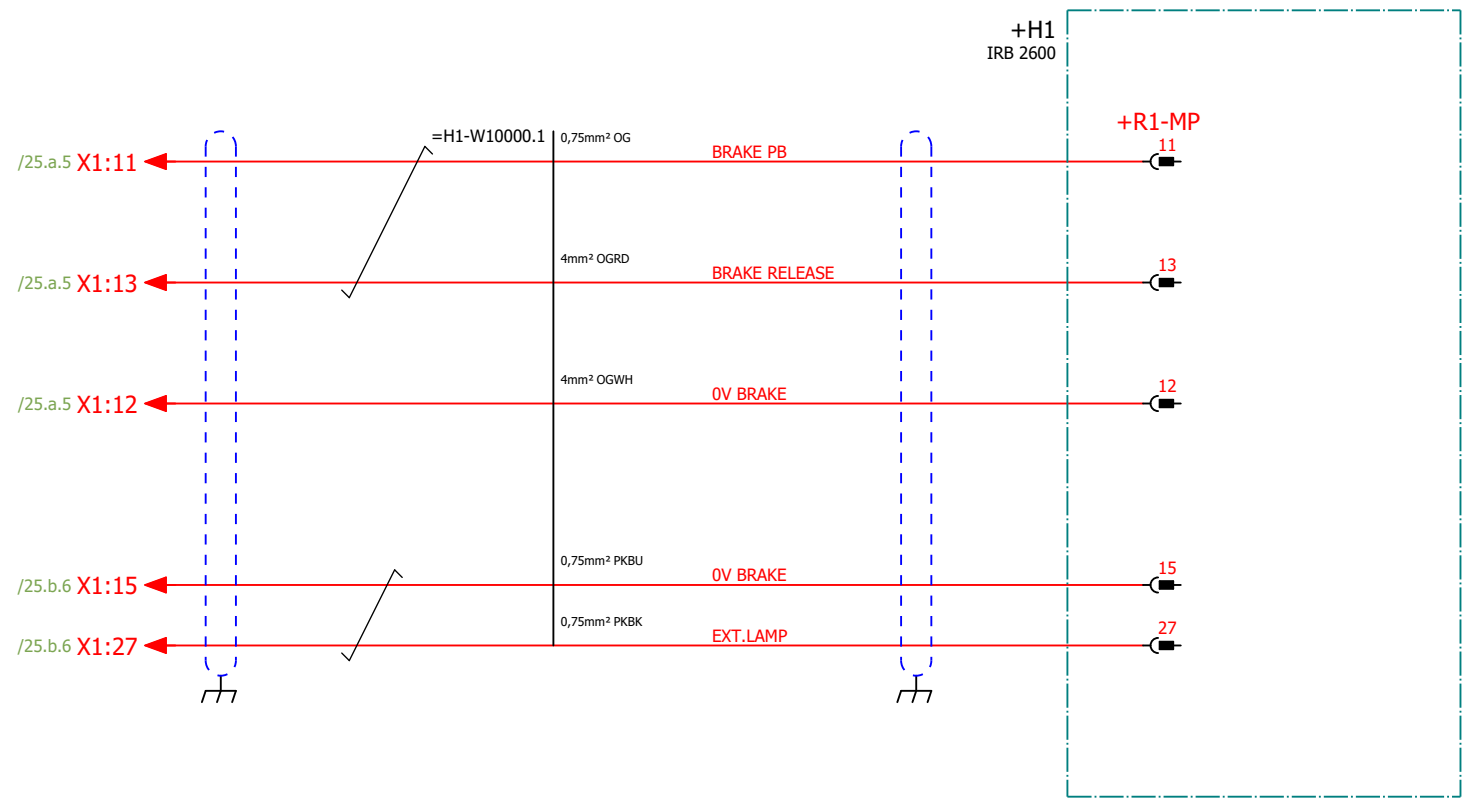 +H1
IRB 2600
+R1-MP
=H1-W10000.1 0,75mm² OG
BRAKE PB
11
/25.a.5 X1:11
4mm² OGRD
BRAKE RELEASE
13
/25.a.5 X1:13
4mm² OGWH
0V BRAKE
12
/25.a.5 X1:12
0,75mm² PKBU
0V BRAKE
15
/25.b.6 X1:15
0,75mm² PKBK
EXT.LAMP
27
/25.b.6 X1:27